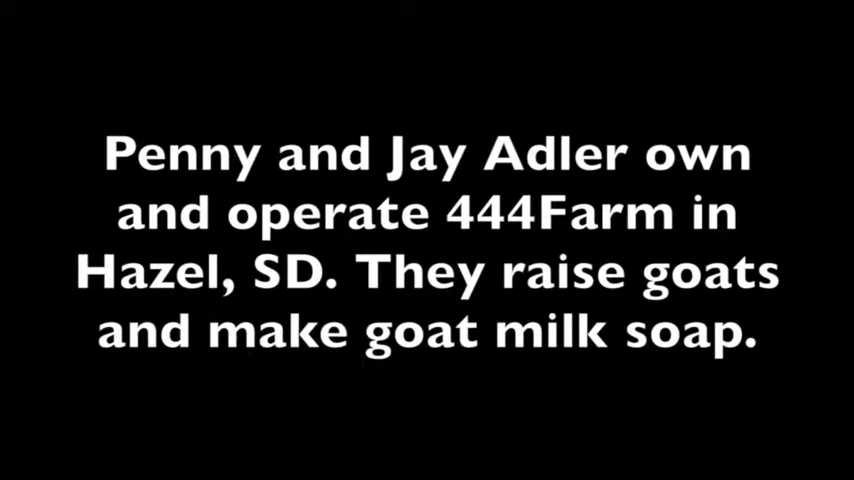 Penny and Jay Adler own
and operate 444Farm in
Hazel, SD. They raise goats
and make goat milk soap.